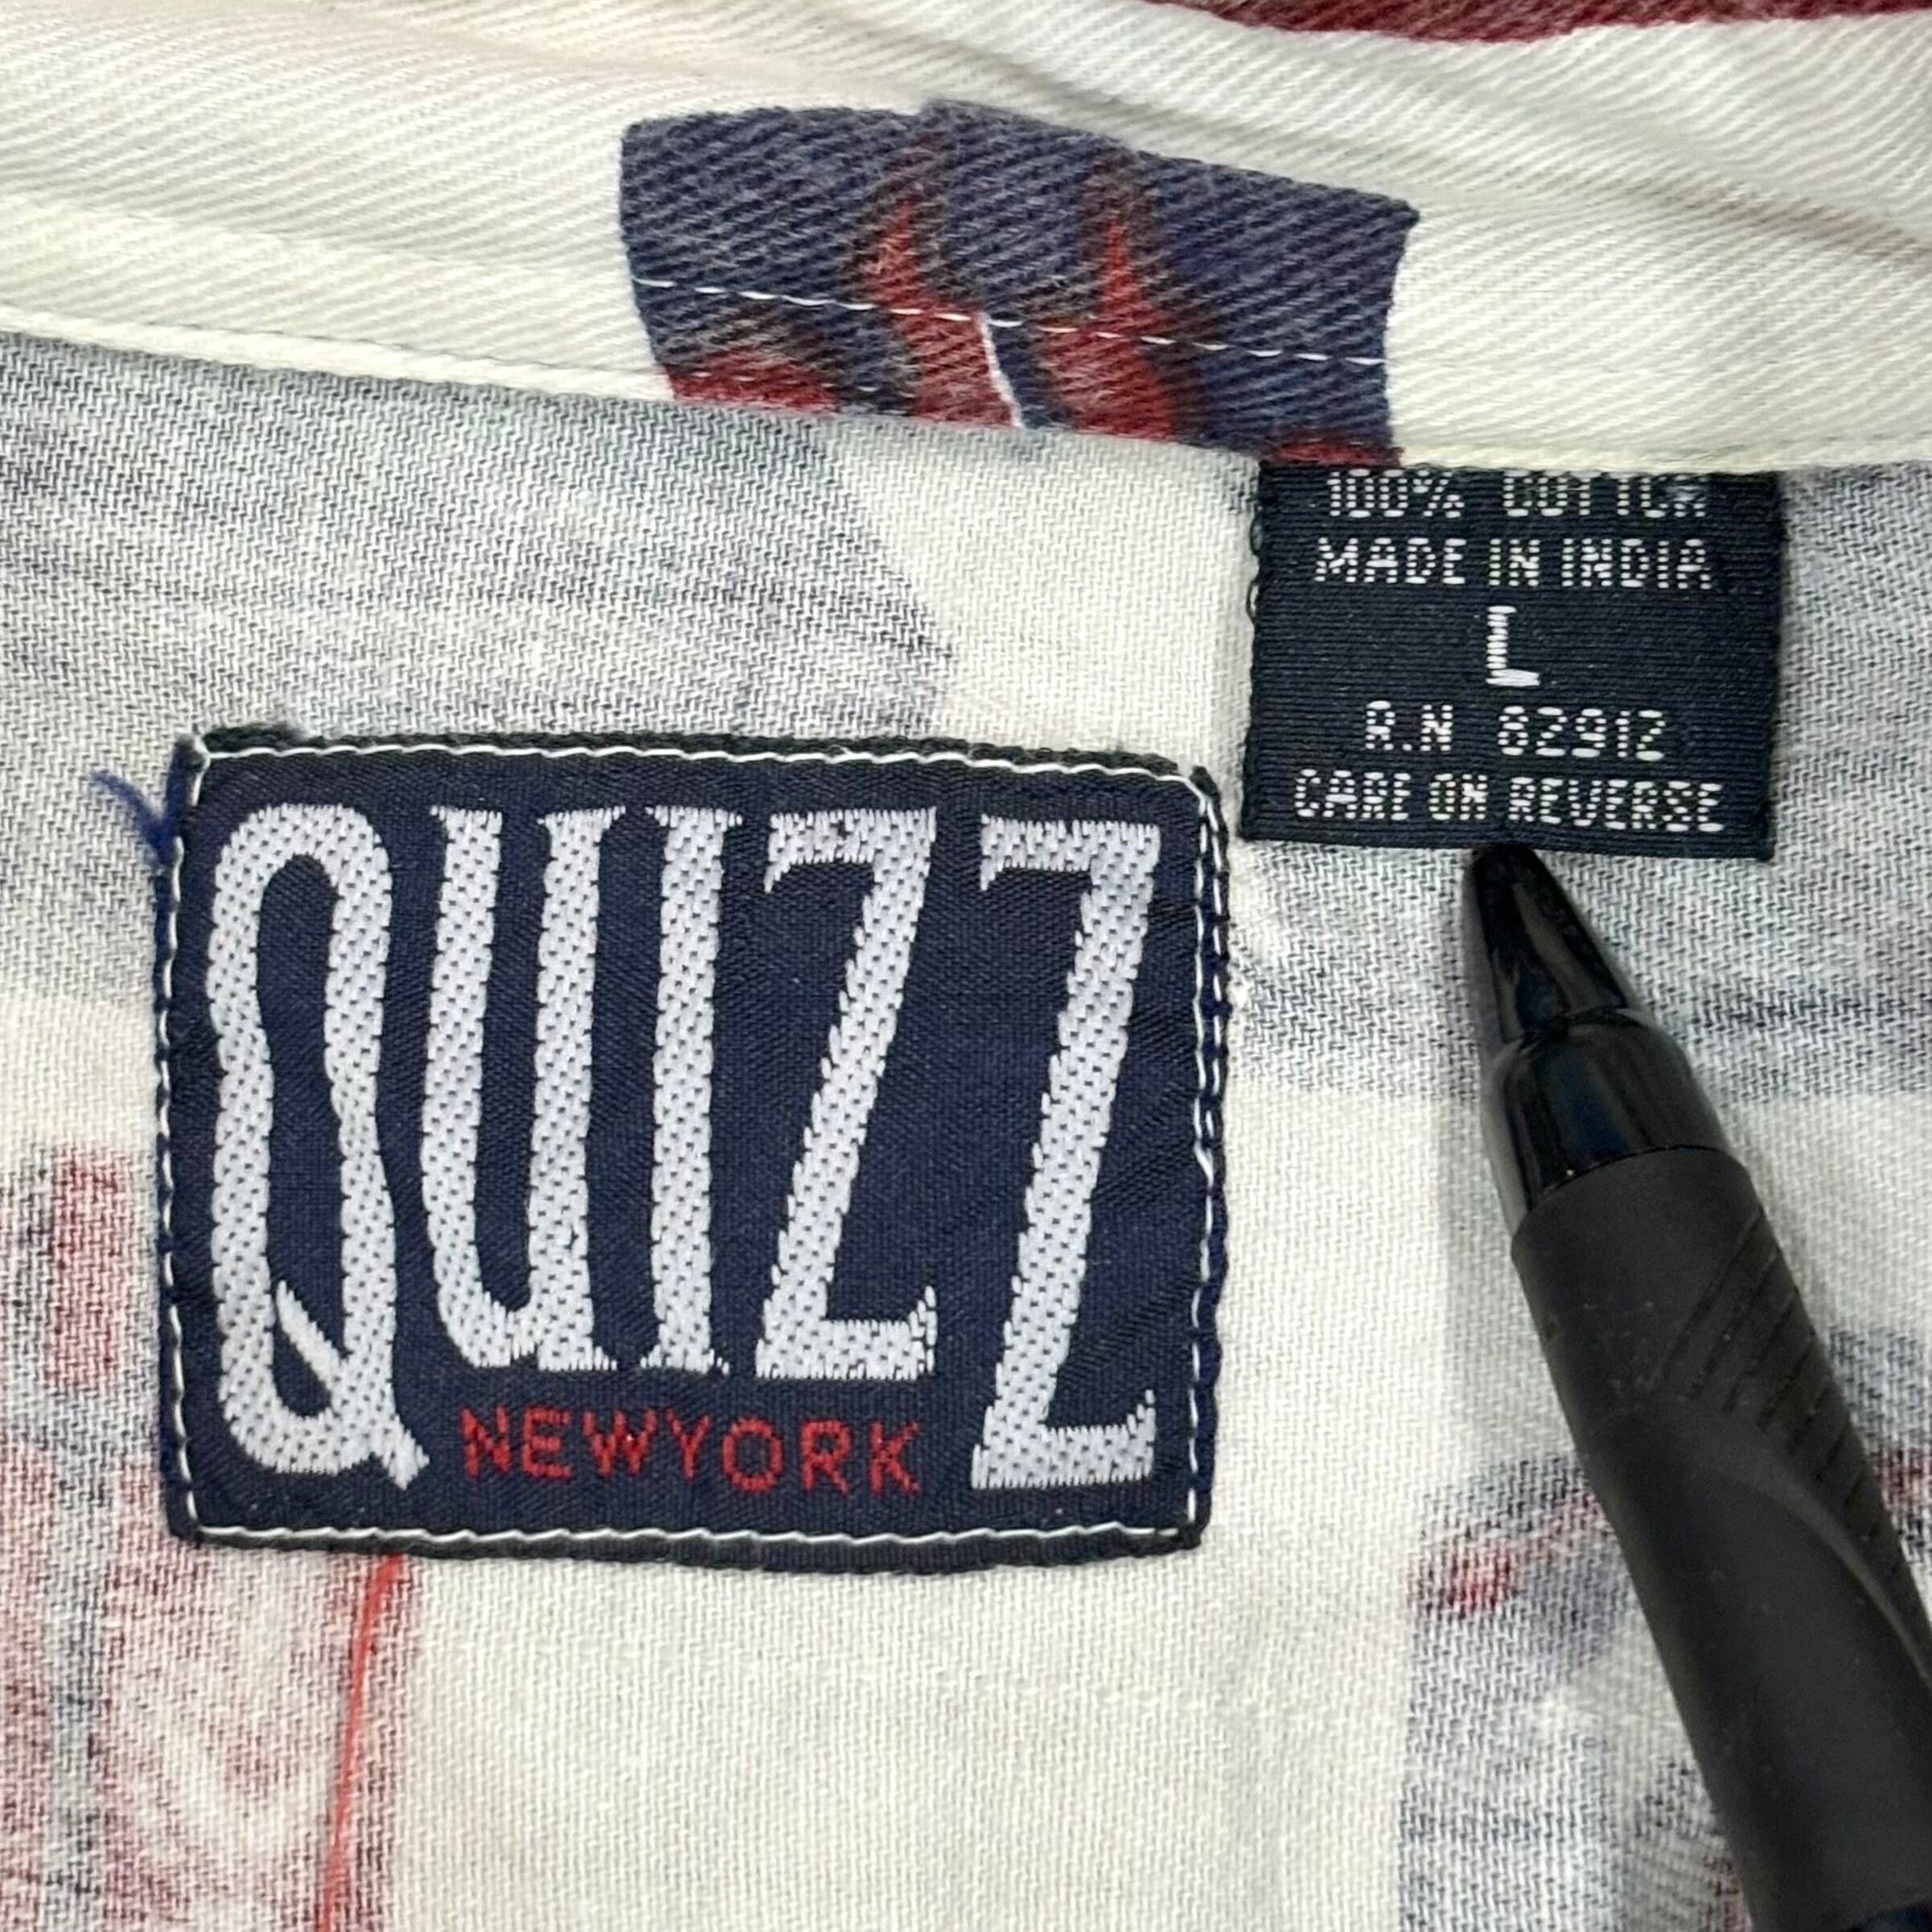 100% COTTON
MADE IN INDIA
L
R.N 82912
CARE ON REVERSE
QUIZZ
NEWYORK